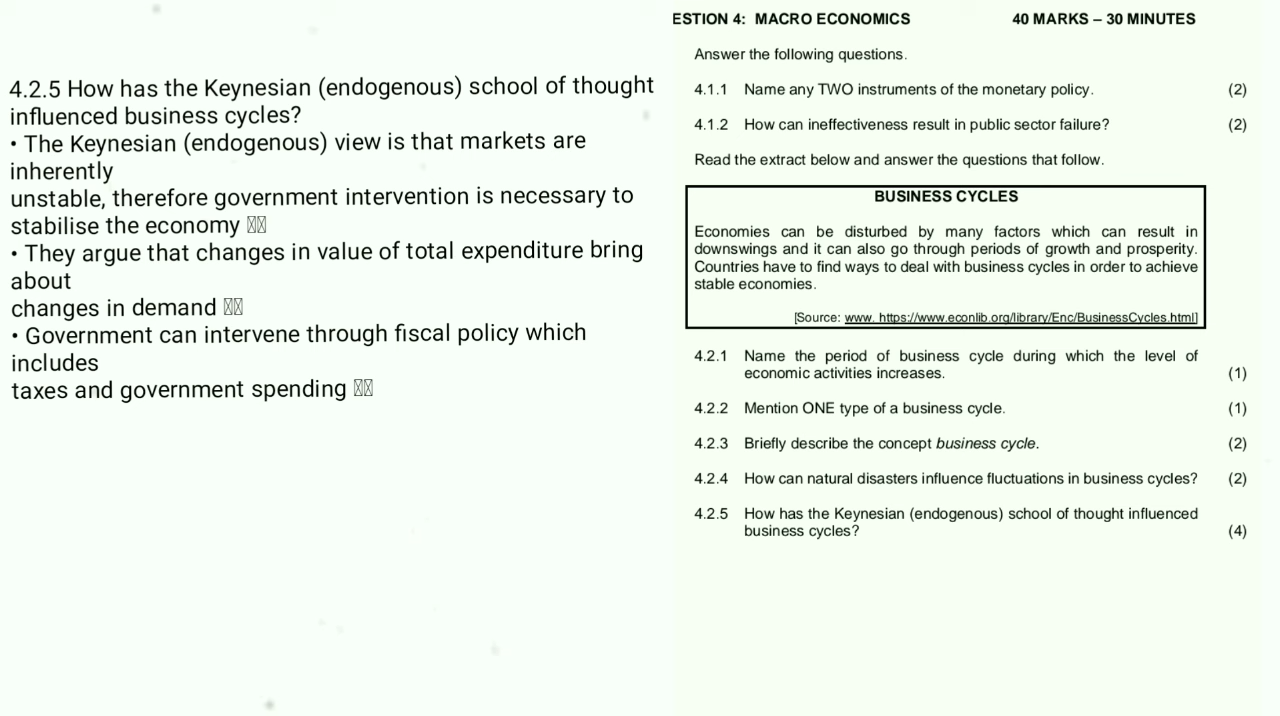 4.2.5 How has the Keynesian (endogenous) school of thought
influenced business cycles?
• The Keynesian (endogenous) view is that markets are
inherently
unstable, therefore government intervention is necessary to
stabilise the economy
• They argue that changes in value of total expenditure bring
about
changes in demand
• Government can intervene through fiscal policy which
includes
taxes and government spending
ESTION 4: MACRO ECONOMICS 40 MARKS – 30 MINUTES
Answer the following questions.
4.1.1 Name any TWO instruments of the monetary policy. (2)
4.1.2 How can ineffectiveness result in public sector failure? (2)
Read the extract below and answer the questions that follow.
BUSINESS CYCLES
Economies can be disturbed by many factors which can result in
downswings and it can also go through periods of growth and prosperity.
Countries have to find ways to deal with business cycles in order to achieve
stable economies.
[Source: www. https://www.econlib.org/library/Enc/BusinessCycles.html]
4.2.1 Name the period of business cycle during which the level of
economic activities increases. (1)
4.2.2 Mention ONE type of a business cycle. (1)
4.2.3 Briefly describe the concept business cycle. (2)
4.2.4 How can natural disasters influence fluctuations in business cycles? (2)
4.2.5 How has the Keynesian (endogenous) school of thought influenced
business cycles? (4)